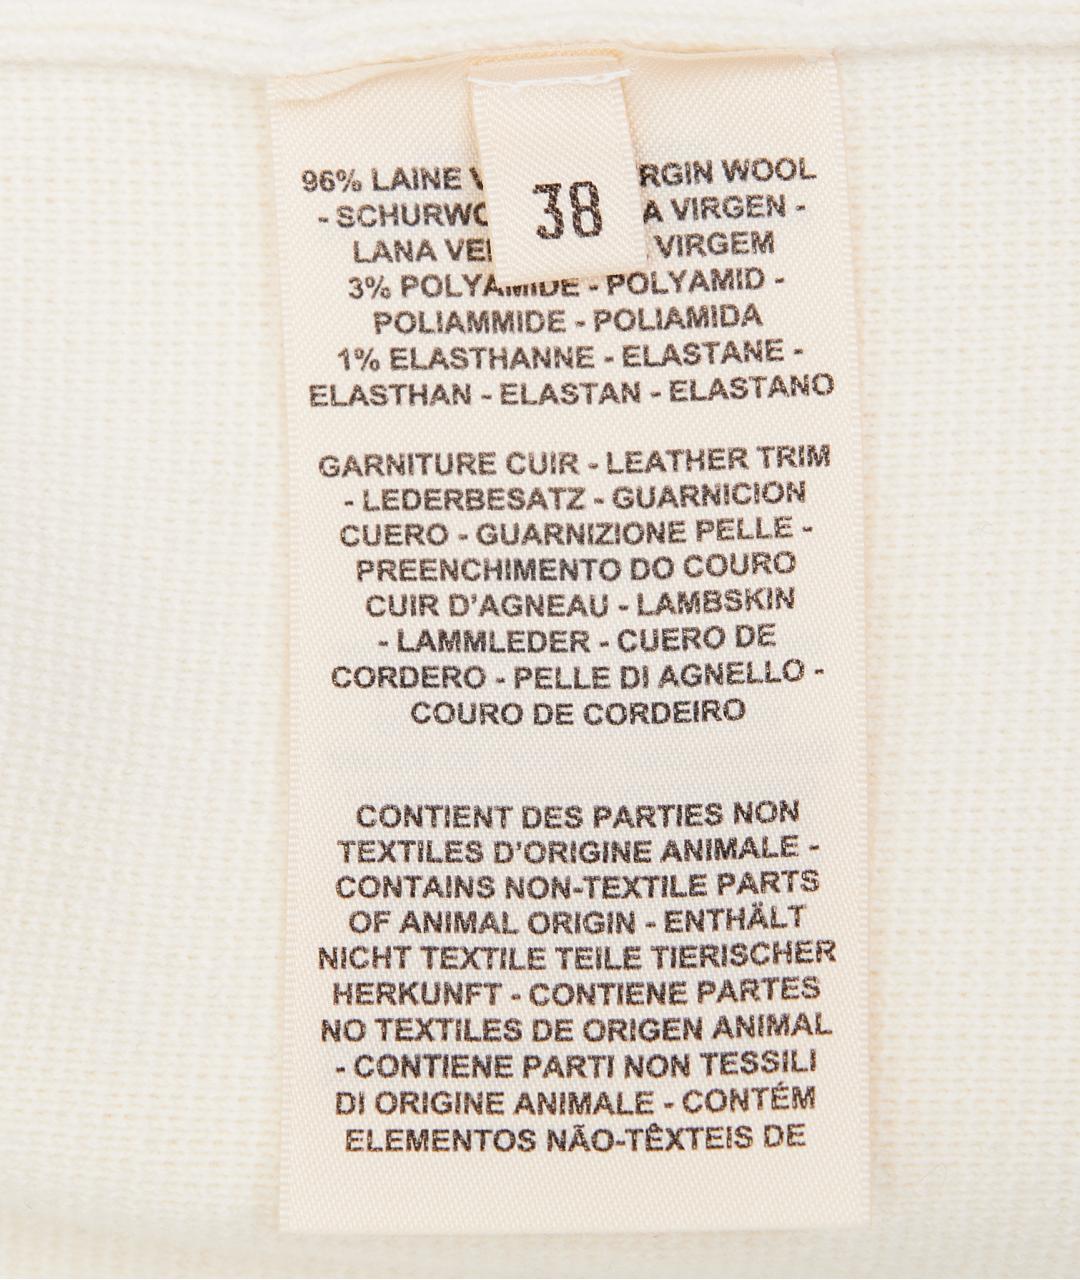 38
96% LAINE WOOL
- SCHURWO A VIRGEN -
LANA VIRGEM
3% POLYAMIDE - POLYAMID -
POLIAMMIDE - POLIAMIDA
1% ELASTHANNE - ELASTANE -
ELASTHAN - ELASTAN - ELASTANO
GARNITURE CUIR - LEATHER TRIM
- LEDERBESATZ - GUARNICION
CUERO - GUARNIZIONE PELLE -
PREENCHIMENTO DO COURO
CUIR D'AGNEAU - LAMBSKIN
- LAMMLEDER - CUERO DE
CORDERO - PELLE DI AGNELLO -
COURO DE CORDEIRO
CONTIENT DES PARTIES NON
TEXTILES D'ORIGINE ANIMALE -
CONTAINS NON-TEXTILE PARTS
OF ANIMAL ORIGIN - ENTHÄLT
NICHT TEXTILE TEILE TIERISCHER
HERKUNFT - CONTIENE PARTES
NO TEXTILES DE ORIGEN ANIMAL
- CONTIENE PARTI NON TESSILI
DI ORIGINE ANIMALE - CONTÉM
ELEMENTOS NÃO-TÊXTEIS DE